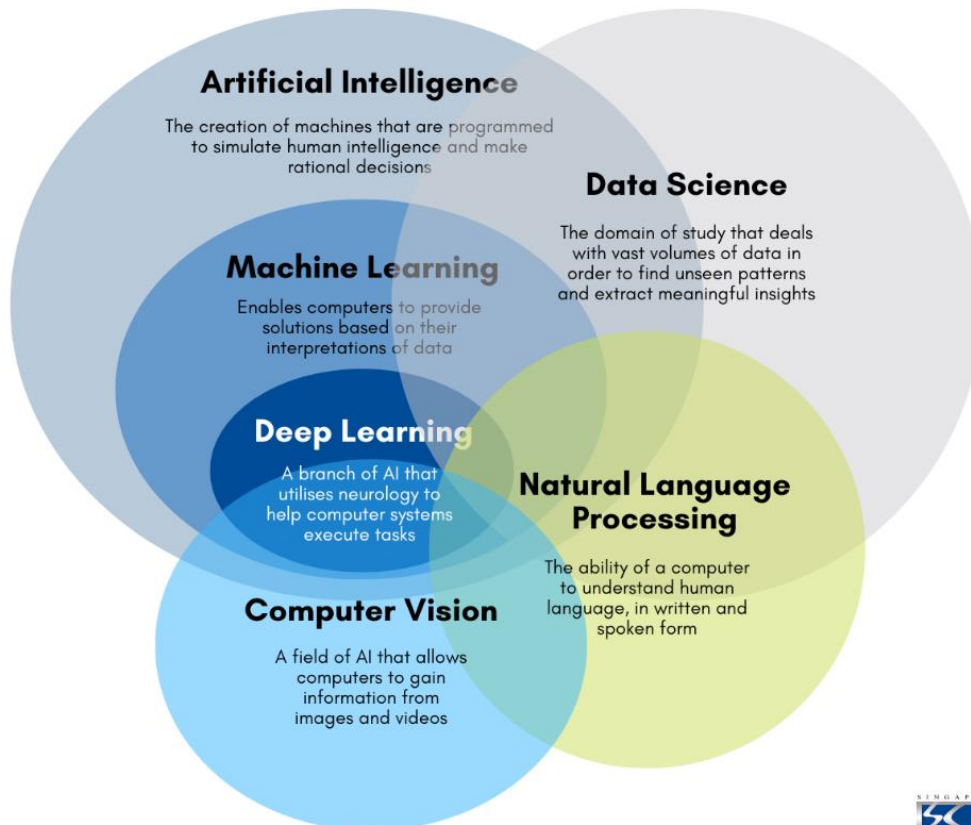 Artificial Intelligence
The creation of machines that are programmed
to simulate human intelligence and make
rational decisions
Data Science
The domain of study that deals
with vast volumes of data in
order to find unseen patterns
and extract meaningful insights
Machine Learning
Enables computers to provide
solutions based on their
interpretations of data
Deep Learning
A branch of AI that
utilises neurology to
help computer systems
execute tasks
Natural Language
Processing
The ability of a computer
to understand human
language, in written and
spoken form
Computer Vision
A field of AI that allows
computers to gain
information from
images and videos